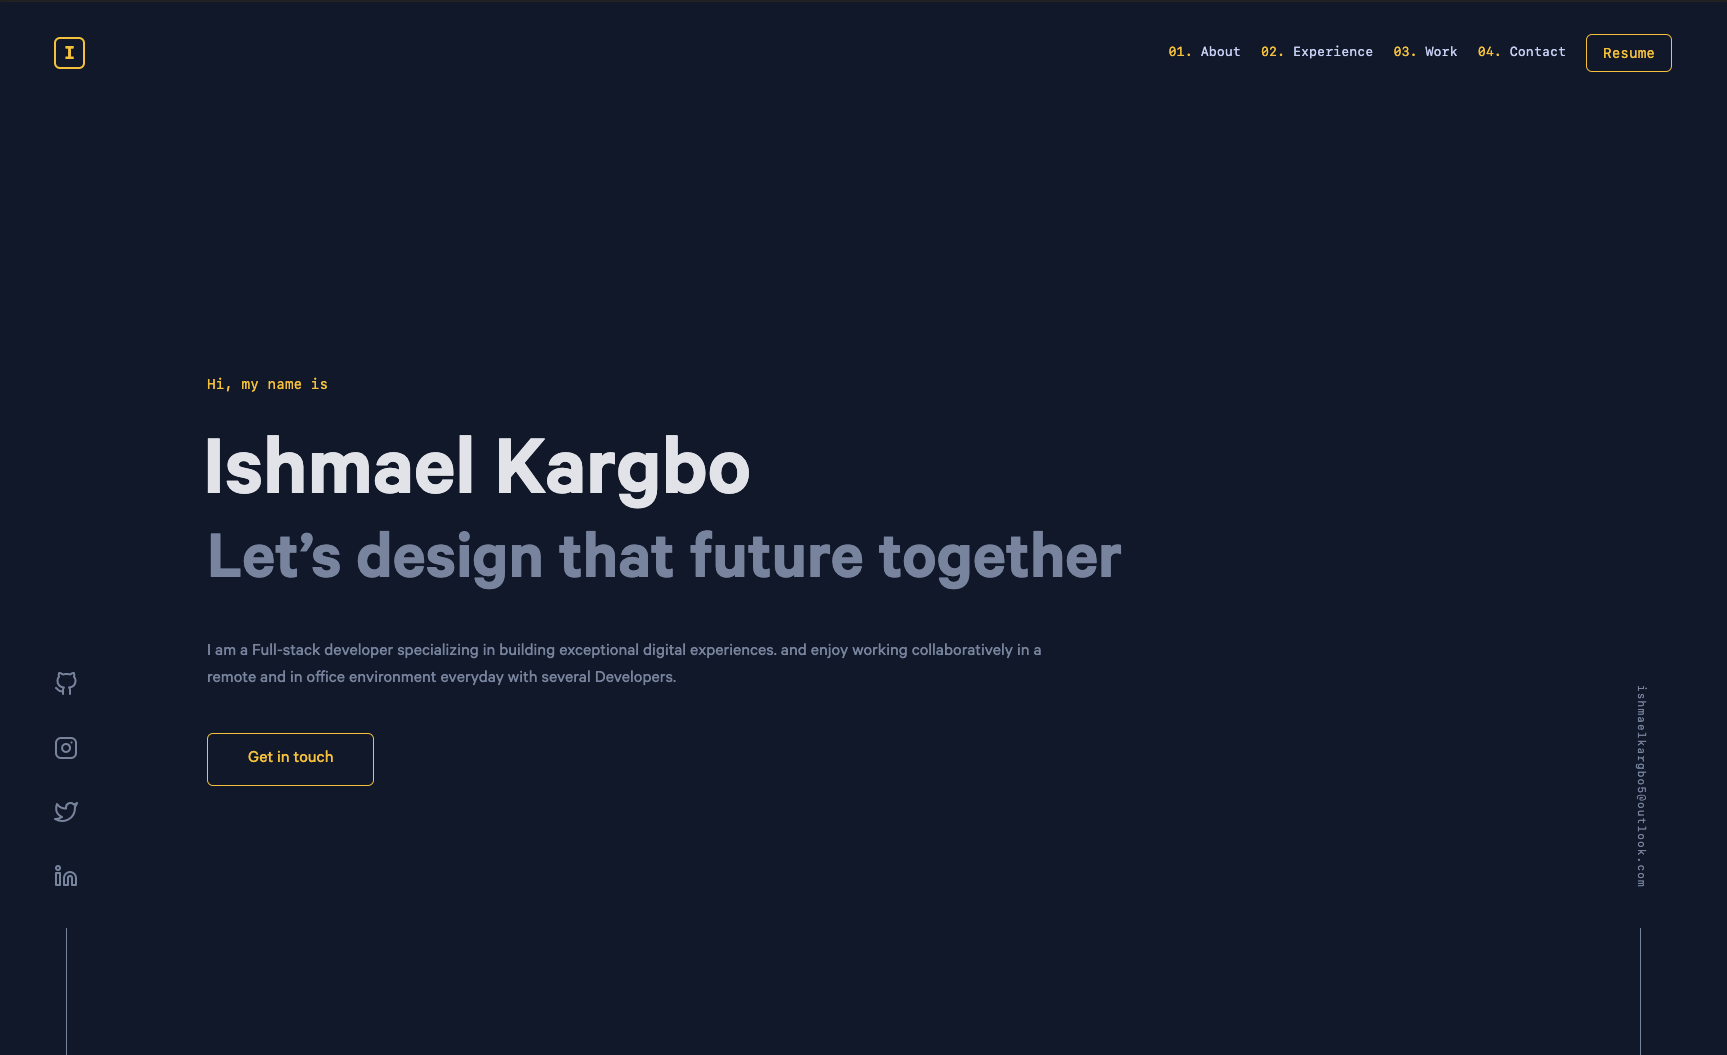 I
01. About 02. Experience 03. Work 04. Contact Resume
Hi, my name is
Ishmael Kargbo
Let’s design that future together
I am a Full-stack developer specializing in building exceptional digital experiences. and enjoy working collaboratively in a
remote and in office environment everyday with several Developers.
Get in touch
ishmaelkargbo5@outlook.com